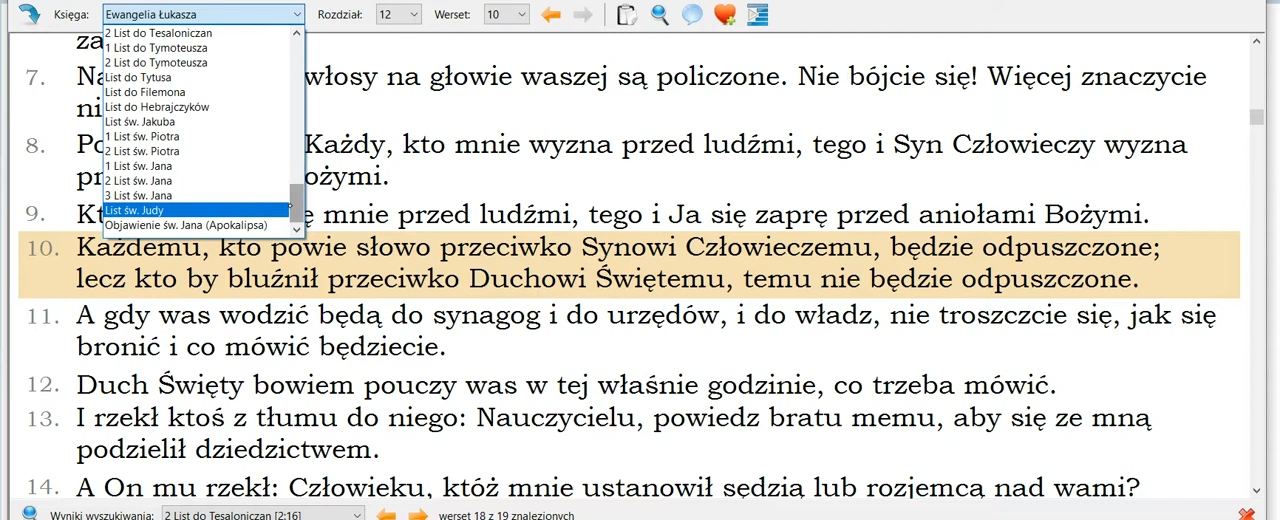 Księga: Ewangelia Łukasza Rozdział: 12 Werset: 10
2 List do Tesaloniczan
1 List do Tymoteusza
2 List do Tymoteusza
List do Tytusa
List do Filemona
List do Hebrajczyków
List św. Jakuba
1 List św. Piotra
2 List św. Piotra
1 List św. Jana
2 List św. Jana
3 List św. Jana
List św. Judy
Objawienie św. Jana (Apokalipsa)
za
7. Na włosy na głowie waszej są policzone. Nie bójcie się! Więcej znaczycie
ni
8. Po Każdy, kto mnie wyzna przed ludźmi, tego i Syn Człowieczy wyzna
pr ożymi.
9. Kt ę mnie przed ludźmi, tego i Ja się zaprę przed aniołami Bożymi.
10. Każdemu, kto powie słowo przeciwko Synowi Człowieczemu, będzie odpuszczone;
lecz kto by bluźnił przeciwko Duchowi Świętemu, temu nie będzie odpuszczone.
11. A gdy was wodzić będą do synagog i do urzędów, i do władz, nie troszczcie się, jak się
bronić i co mówić będziecie.
12. Duch Święty bowiem pouczy was w tej właśnie godzinie, co trzeba mówić.
13. I rzekł ktoś z tłumu do niego: Nauczycielu, powiedz bratu memu, aby się ze mną
podzielił dziedzictwem.
14. A On mu rzekł: Człowieku, któż mnie ustanowił sędzią lub rozjemcą nad wami?
Wyniki wyszukiwania: 2 List do Tesaloniczan [2:16] werset 18 z 19 znalezionych